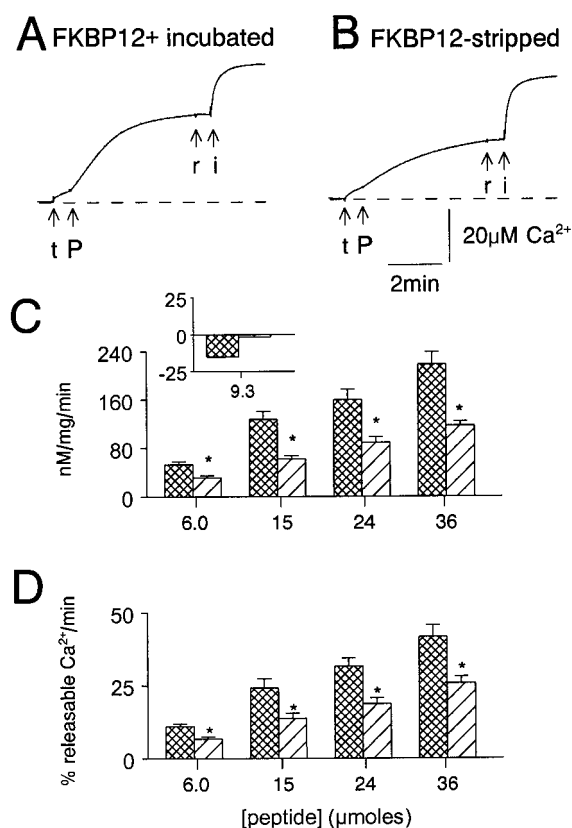 A FKBP12+ incubated
B FKBP12-stripped
r i
t P
r i
t P
20µM Ca²⁺
2min
C
25
0
-25
9.3
240
160
80
0
nM/mg/min
*
*
*
*
6.0 15 24 36
D
50
25
0
% releasable Ca²⁺/min
*
*
*
*
6.0 15 24 36
[peptide] (µmoles)